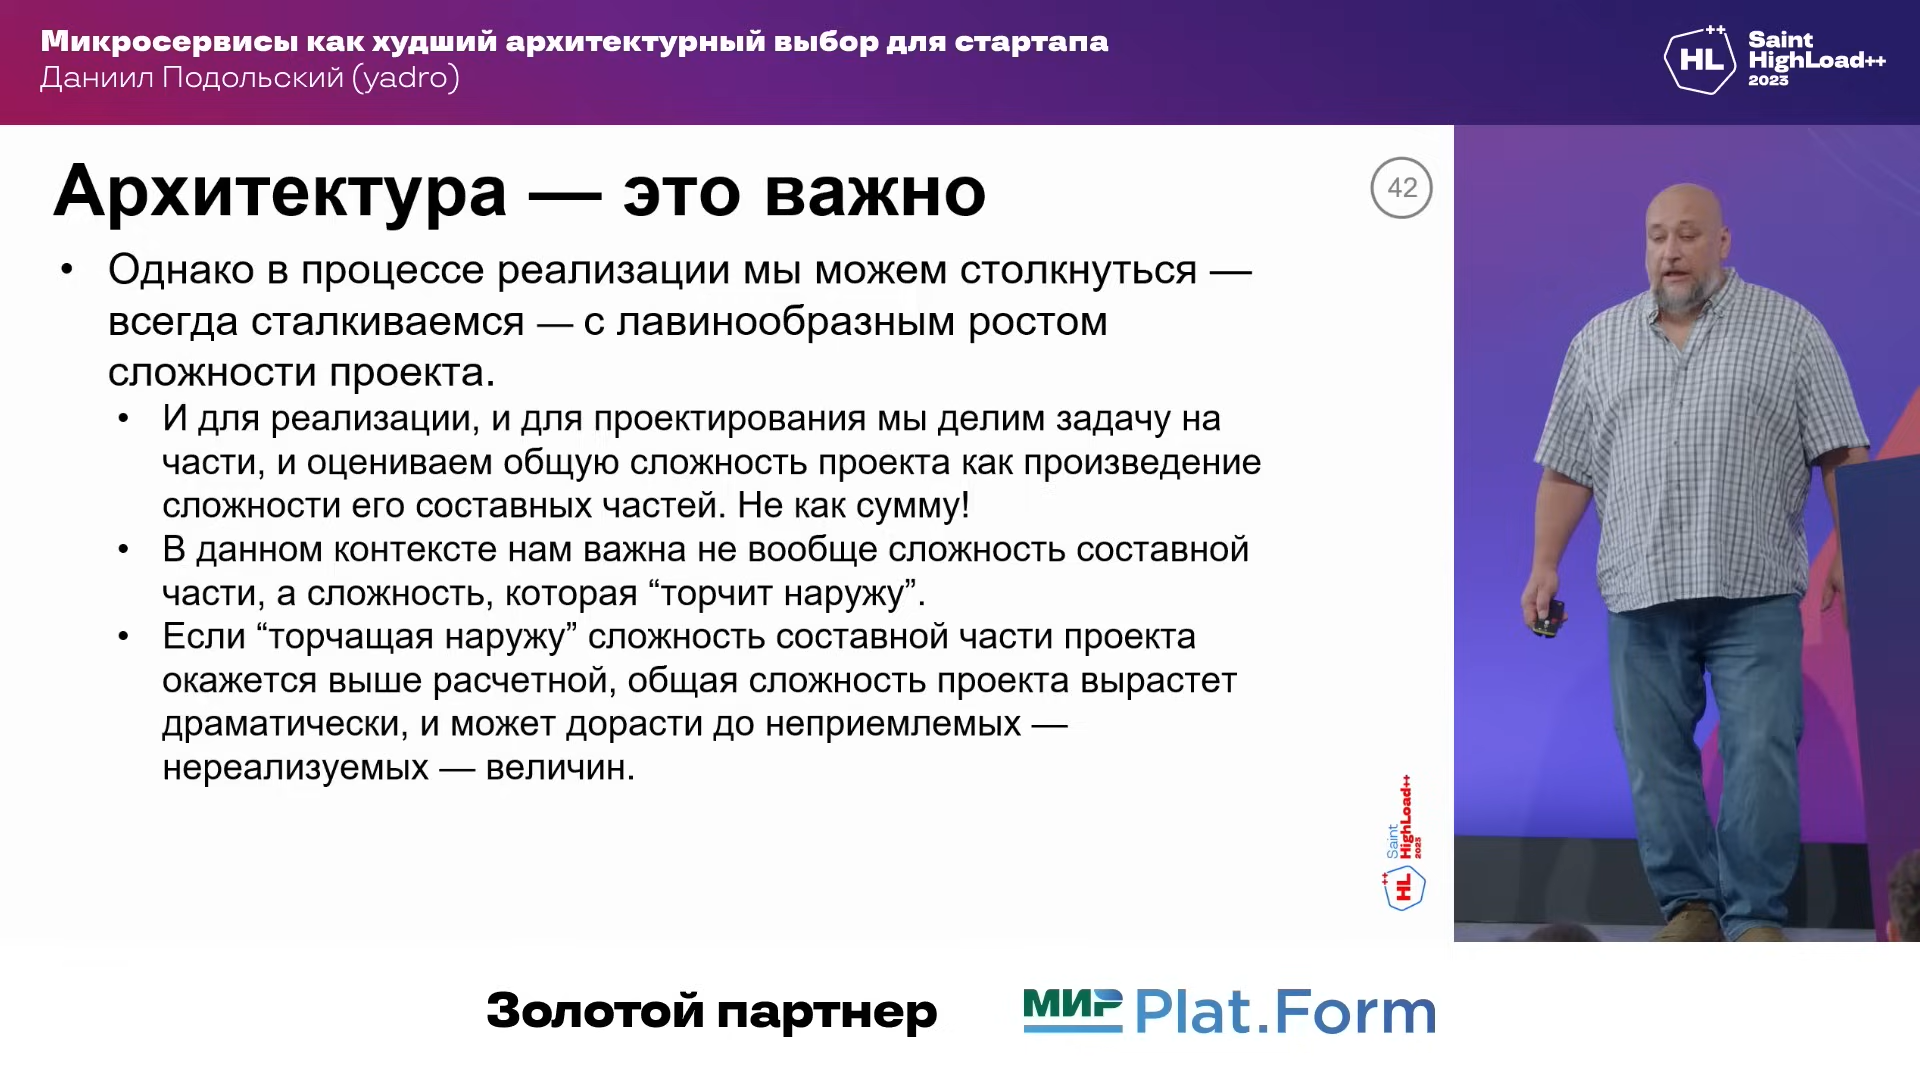 Микросервисы как худший архитектурный выбор для стартапа
Даниил Подольский (yadro)
HL++
Saint
HighLoad++
2023
Архитектура — это важно
42
• Однако в процессе реализации мы можем столкнуться —
всегда сталкиваемся — с лавинообразным ростом
сложности проекта.
• И для реализации, и для проектирования мы делим задачу на
части, и оцениваем общую сложность проекта как произведение
сложности его составных частей. Не как сумму!
• В данном контексте нам важна не вообще сложность составной
части, а сложность, которая “торчит наружу”.
• Если “торчащая наружу” сложность составной части проекта
окажется выше расчетной, общая сложность проекта вырастет
драматически, и может дорасти до неприемлемых —
нереализуемых — величин.
HL++
Saint
HighLoad++
2023
Золотой партнер
МИР Plat.Form